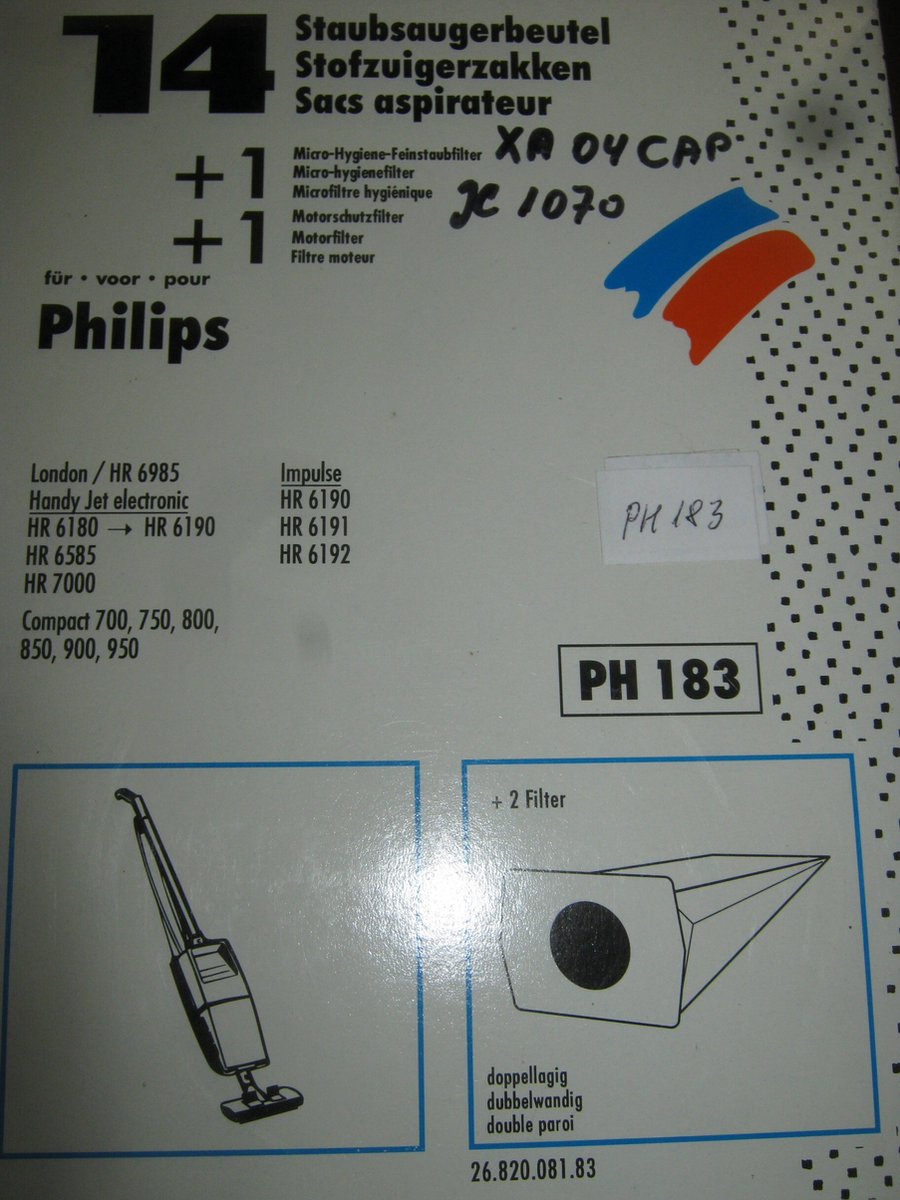 14
Staubsaugerbeutel
Stofzuigerzakken
Sacs aspirateur
+ 1
Micro-Hygiene-Feinstaubfilter
Micro-hygienefilter
Microfiltre hygiénique
XA 04 CAP
JC 1070
+ 1
Motorschutzfilter
Motorfilter
Filtre moteur
für • voor • pour
Philips
London / HR 6985
Handy Jet electronic
HR 6180 → HR 6190
HR 6585
HR 7000
Compact 700, 750, 800,
850, 900, 950
Impulse
HR 6190
HR 6191
HR 6192
PH 183
PH 183
+ 2 Filter
doppellagig
dubbelwandig
double paroi
26.820.081.83